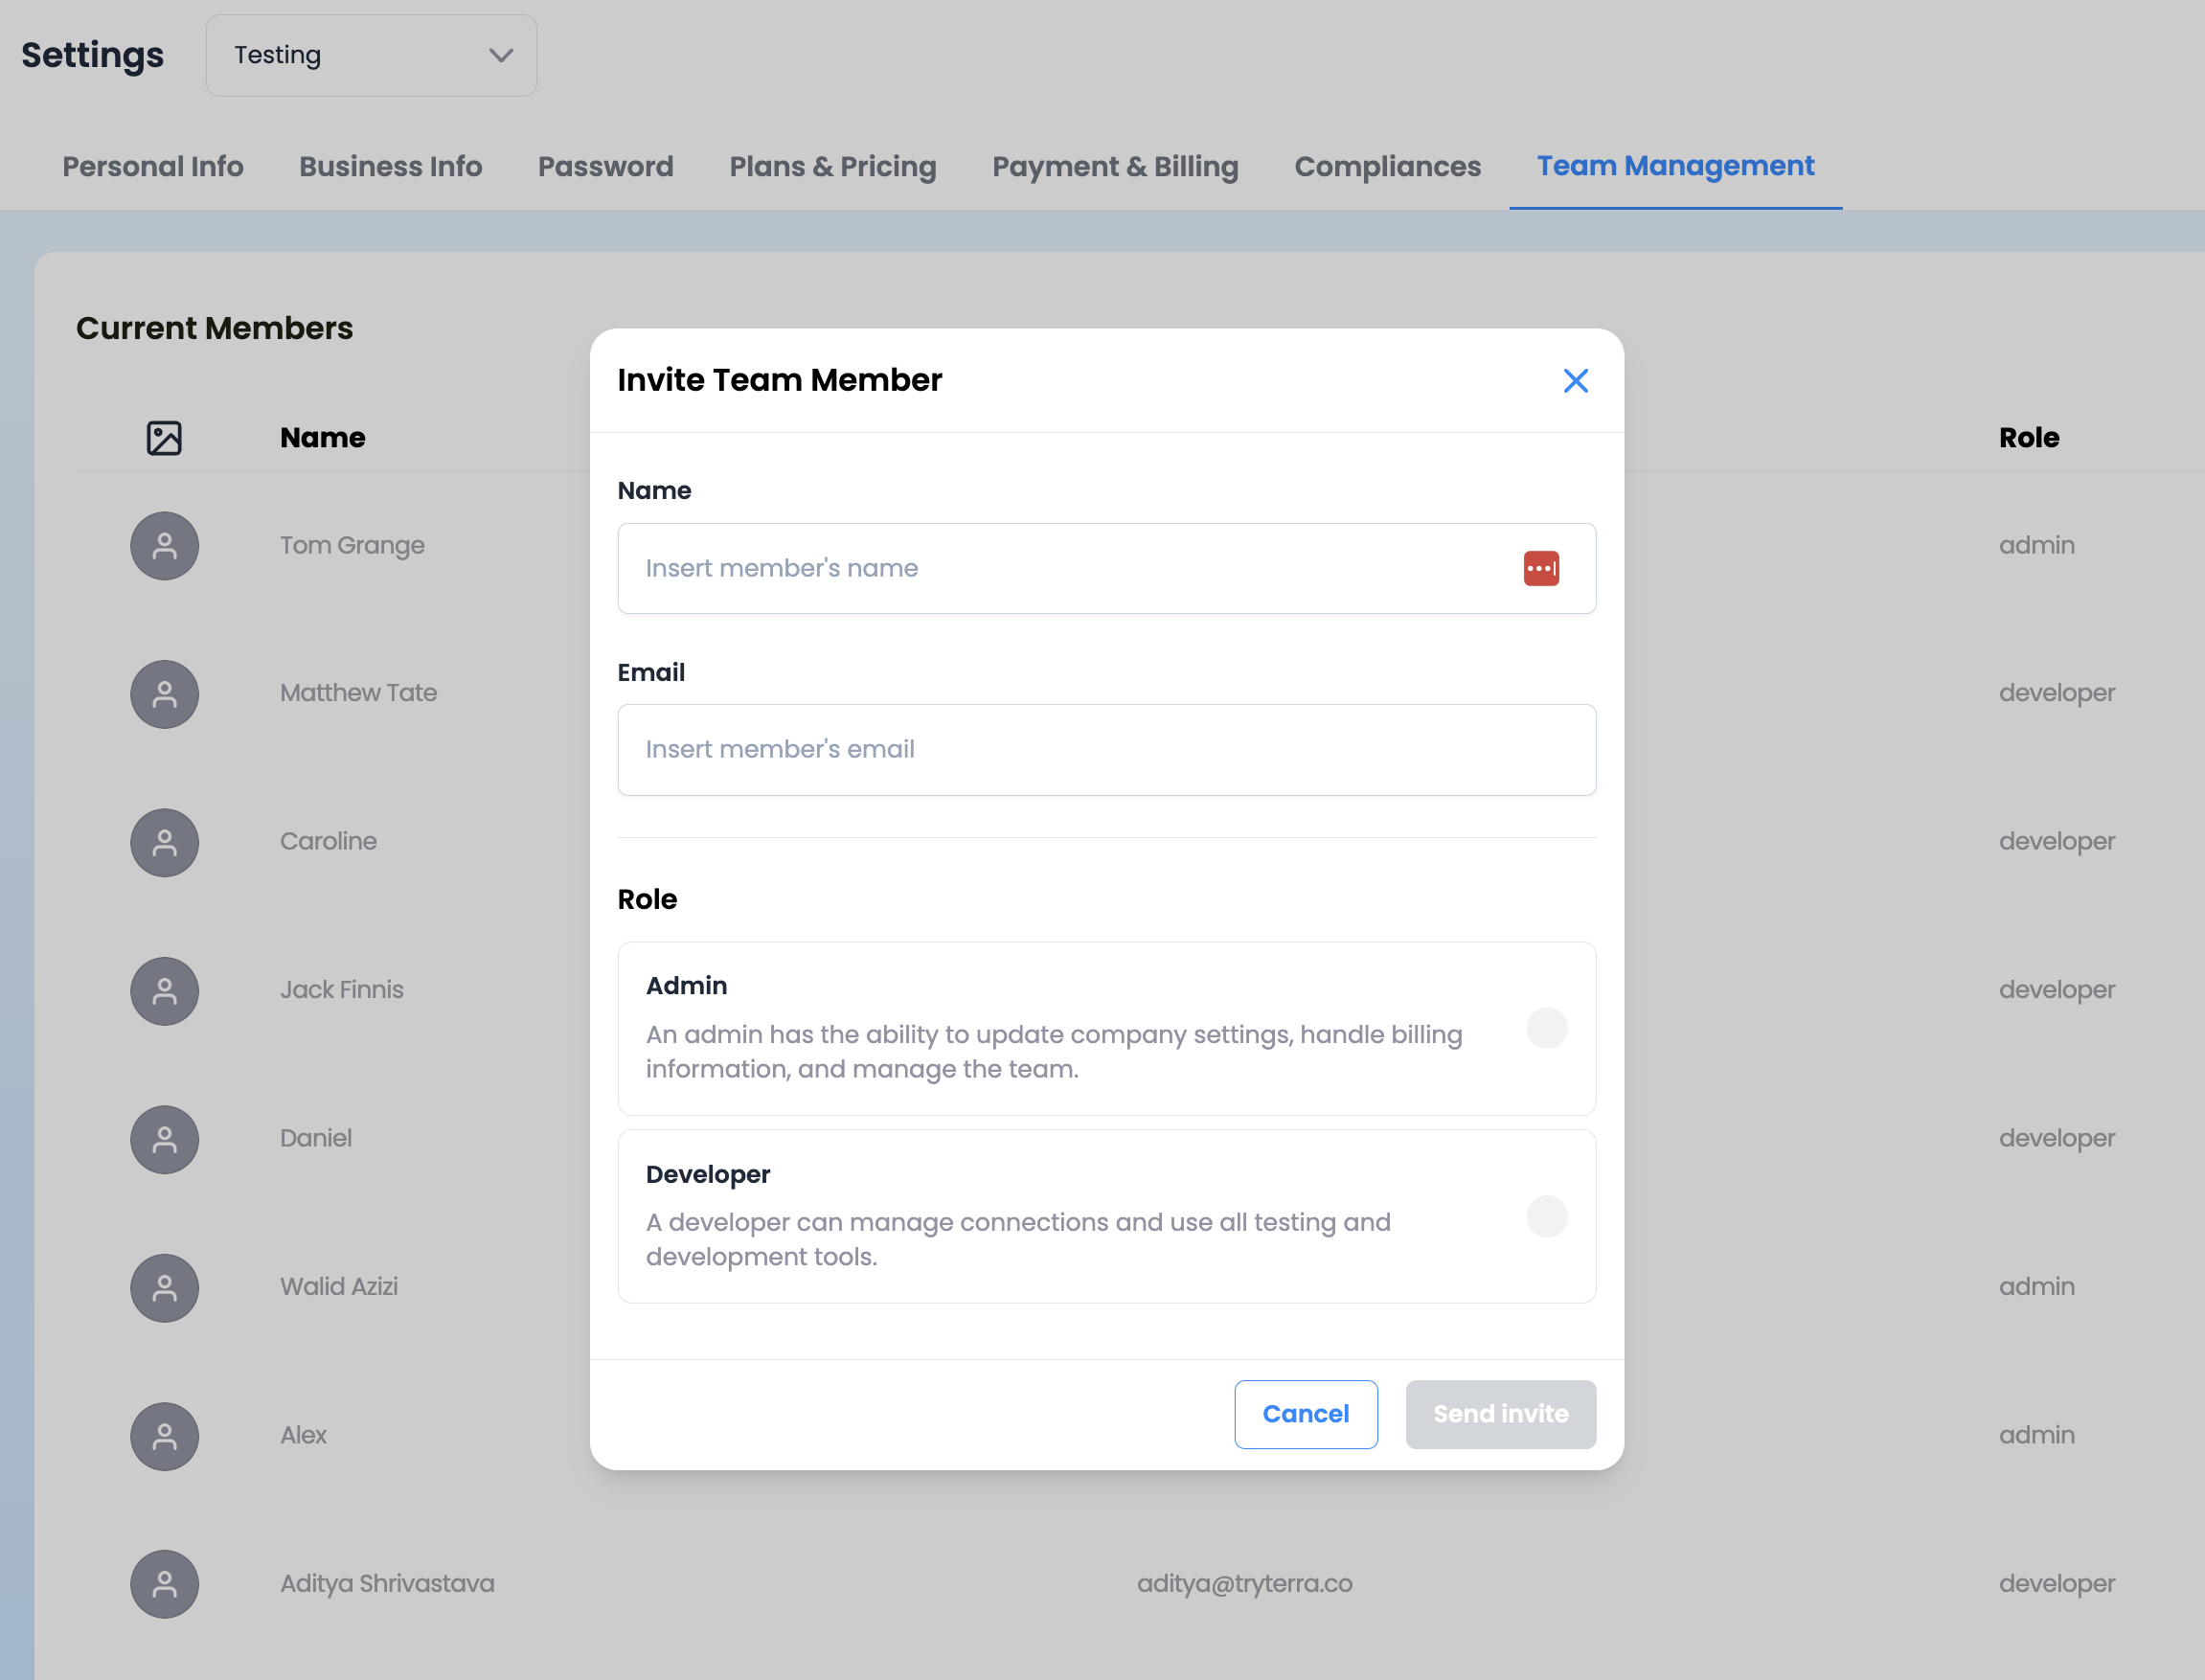 Settings
Testing
Personal Info Business Info Password Plans & Pricing Payment & Billing Compliances Team Management
Current Members
Name Role
Tom Grange admin
Matthew Tate developer
Caroline developer
Jack Finnis developer
Daniel developer
Walid Azizi admin
Alex admin
Aditya Shrivastava aditya@tryterra.co developer
Invite Team Member
Name
Insert member's name
Email
Insert member's email
Role
Admin
An admin has the ability to update company settings, handle billing
information, and manage the team.
Developer
A developer can manage connections and use all testing and
development tools.
Cancel Send invite